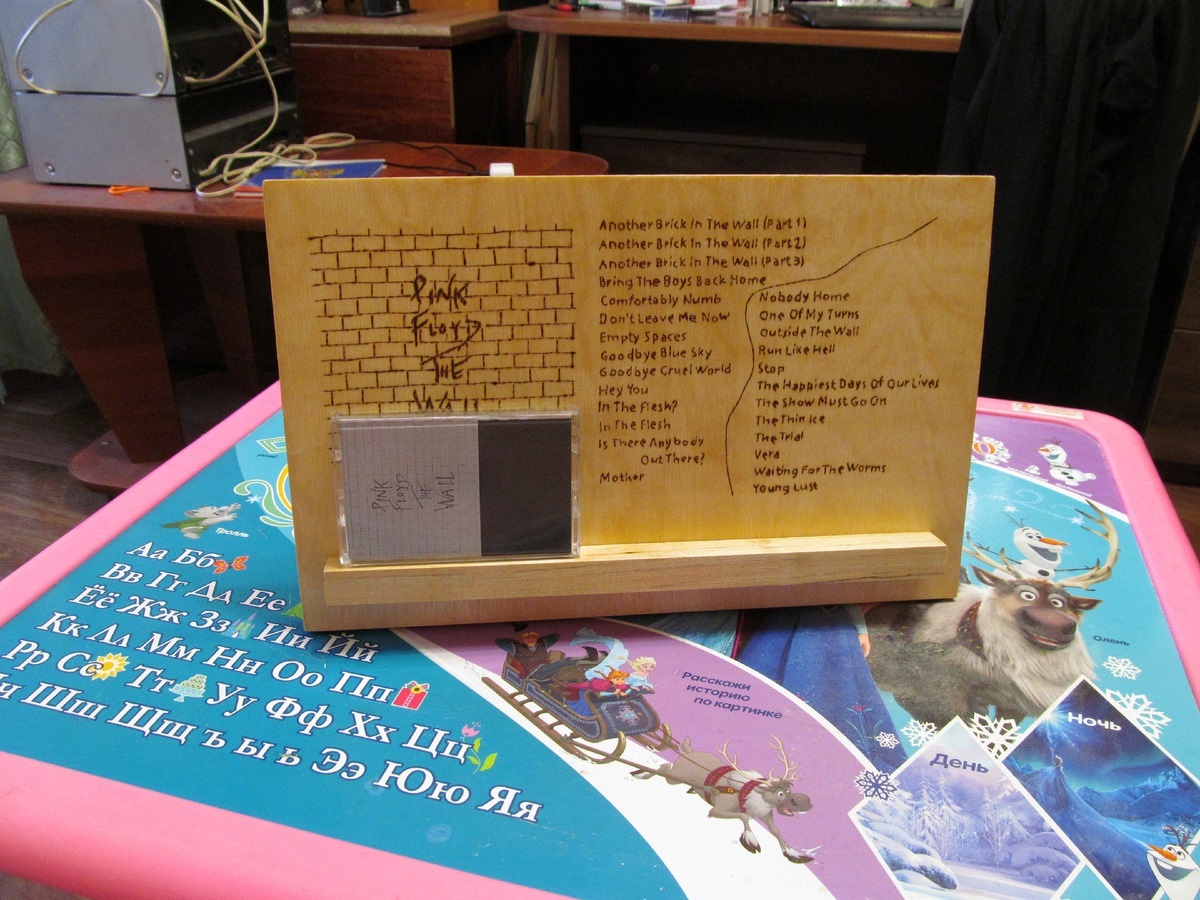 PINK
FLOYD
THE
WALL
Another Brick In The Wall (Part 1)
Another Brick In The Wall (Part 2)
Another Brick In The Wall (Part 3)
Bring The Boys Back Home
Comfortably Numb
Don't Leave Me Now
Empty Spaces
Goodbye Blue Sky
Goodbye Cruel World
Hey You
In The Flesh?
In The Flesh
Is There Anybody
Out There?
Mother
Nobody Home
One Of My Turns
Outside The Wall
Run Like Hell
Stop
The Happiest Days Of Our Lives
The Show Must Go On
The Thin Ice
The Trial
Vera
Waiting For The Worms
Young Lust
PINK
FLOYD
THE
WALL
Тролль
Аа Бб
Вв Гг Дд Ее
Ёё Жж Зз Ии Йй
Кк Лл Мм Нн Оо Пп
Рр Сс Тт Уу Фф Хх Цц
Шш Щщ ъ ы ь Ээ Юю Яя
Расскажи
историю
по картинке
Олень
День
Ночь